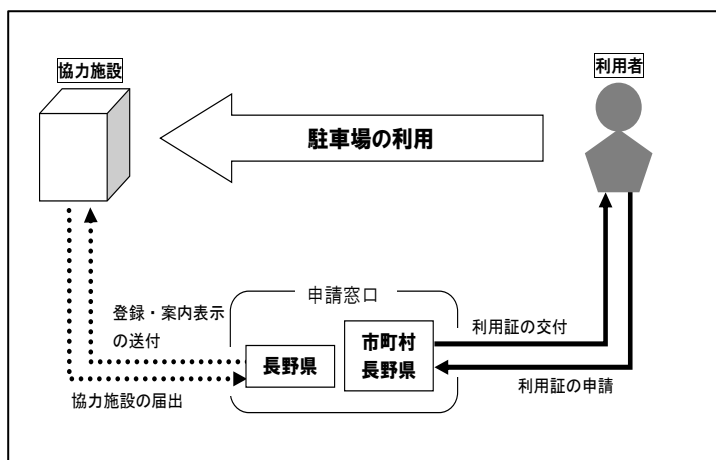 協力施設
利用者
駐車場の利用
申請窓口
登録・案内表示
の送付
長野県
市町村
長野県
利用証の交付
利用証の申請
協力施設の届出